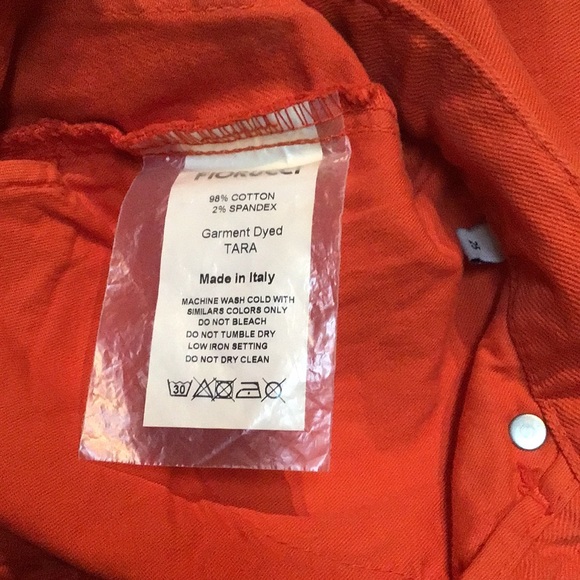 FIORUCCI
98% COTTON
2% SPANDEX
Garment Dyed
TARA
Made in Italy
MACHINE WASH COLD WITH
SIMILARS COLORS ONLY
DO NOT BLEACH
DO NOT TUMBLE DRY
LOW IRON SETTING
DO NOT DRY CLEAN
30